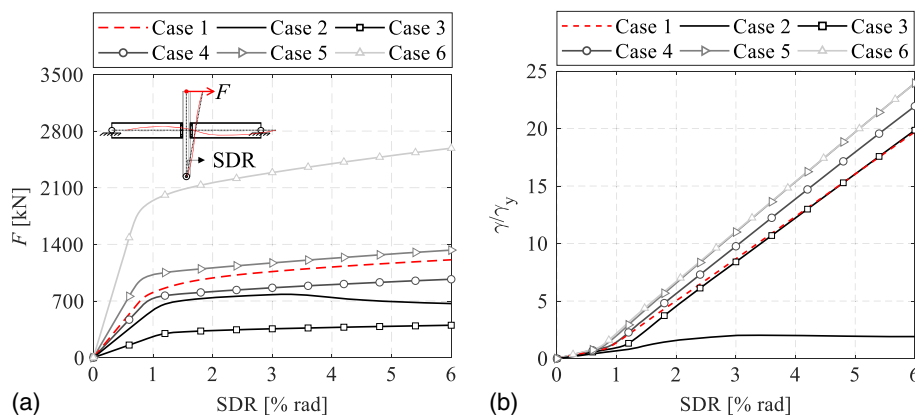 Case 1 Case 2 Case 3
Case 4 Case 5 Case 6
3500
2800
2100
1400
700
0
F [kN]
F
SDR
0 1 2 3 4 5 6
SDR [% rad]
(a)
Case 1 Case 2 Case 3
Case 4 Case 5 Case 6
25
20
15
10
5
0
γ/γy
0 1 2 3 4 5 6
SDR [% rad]
(b)